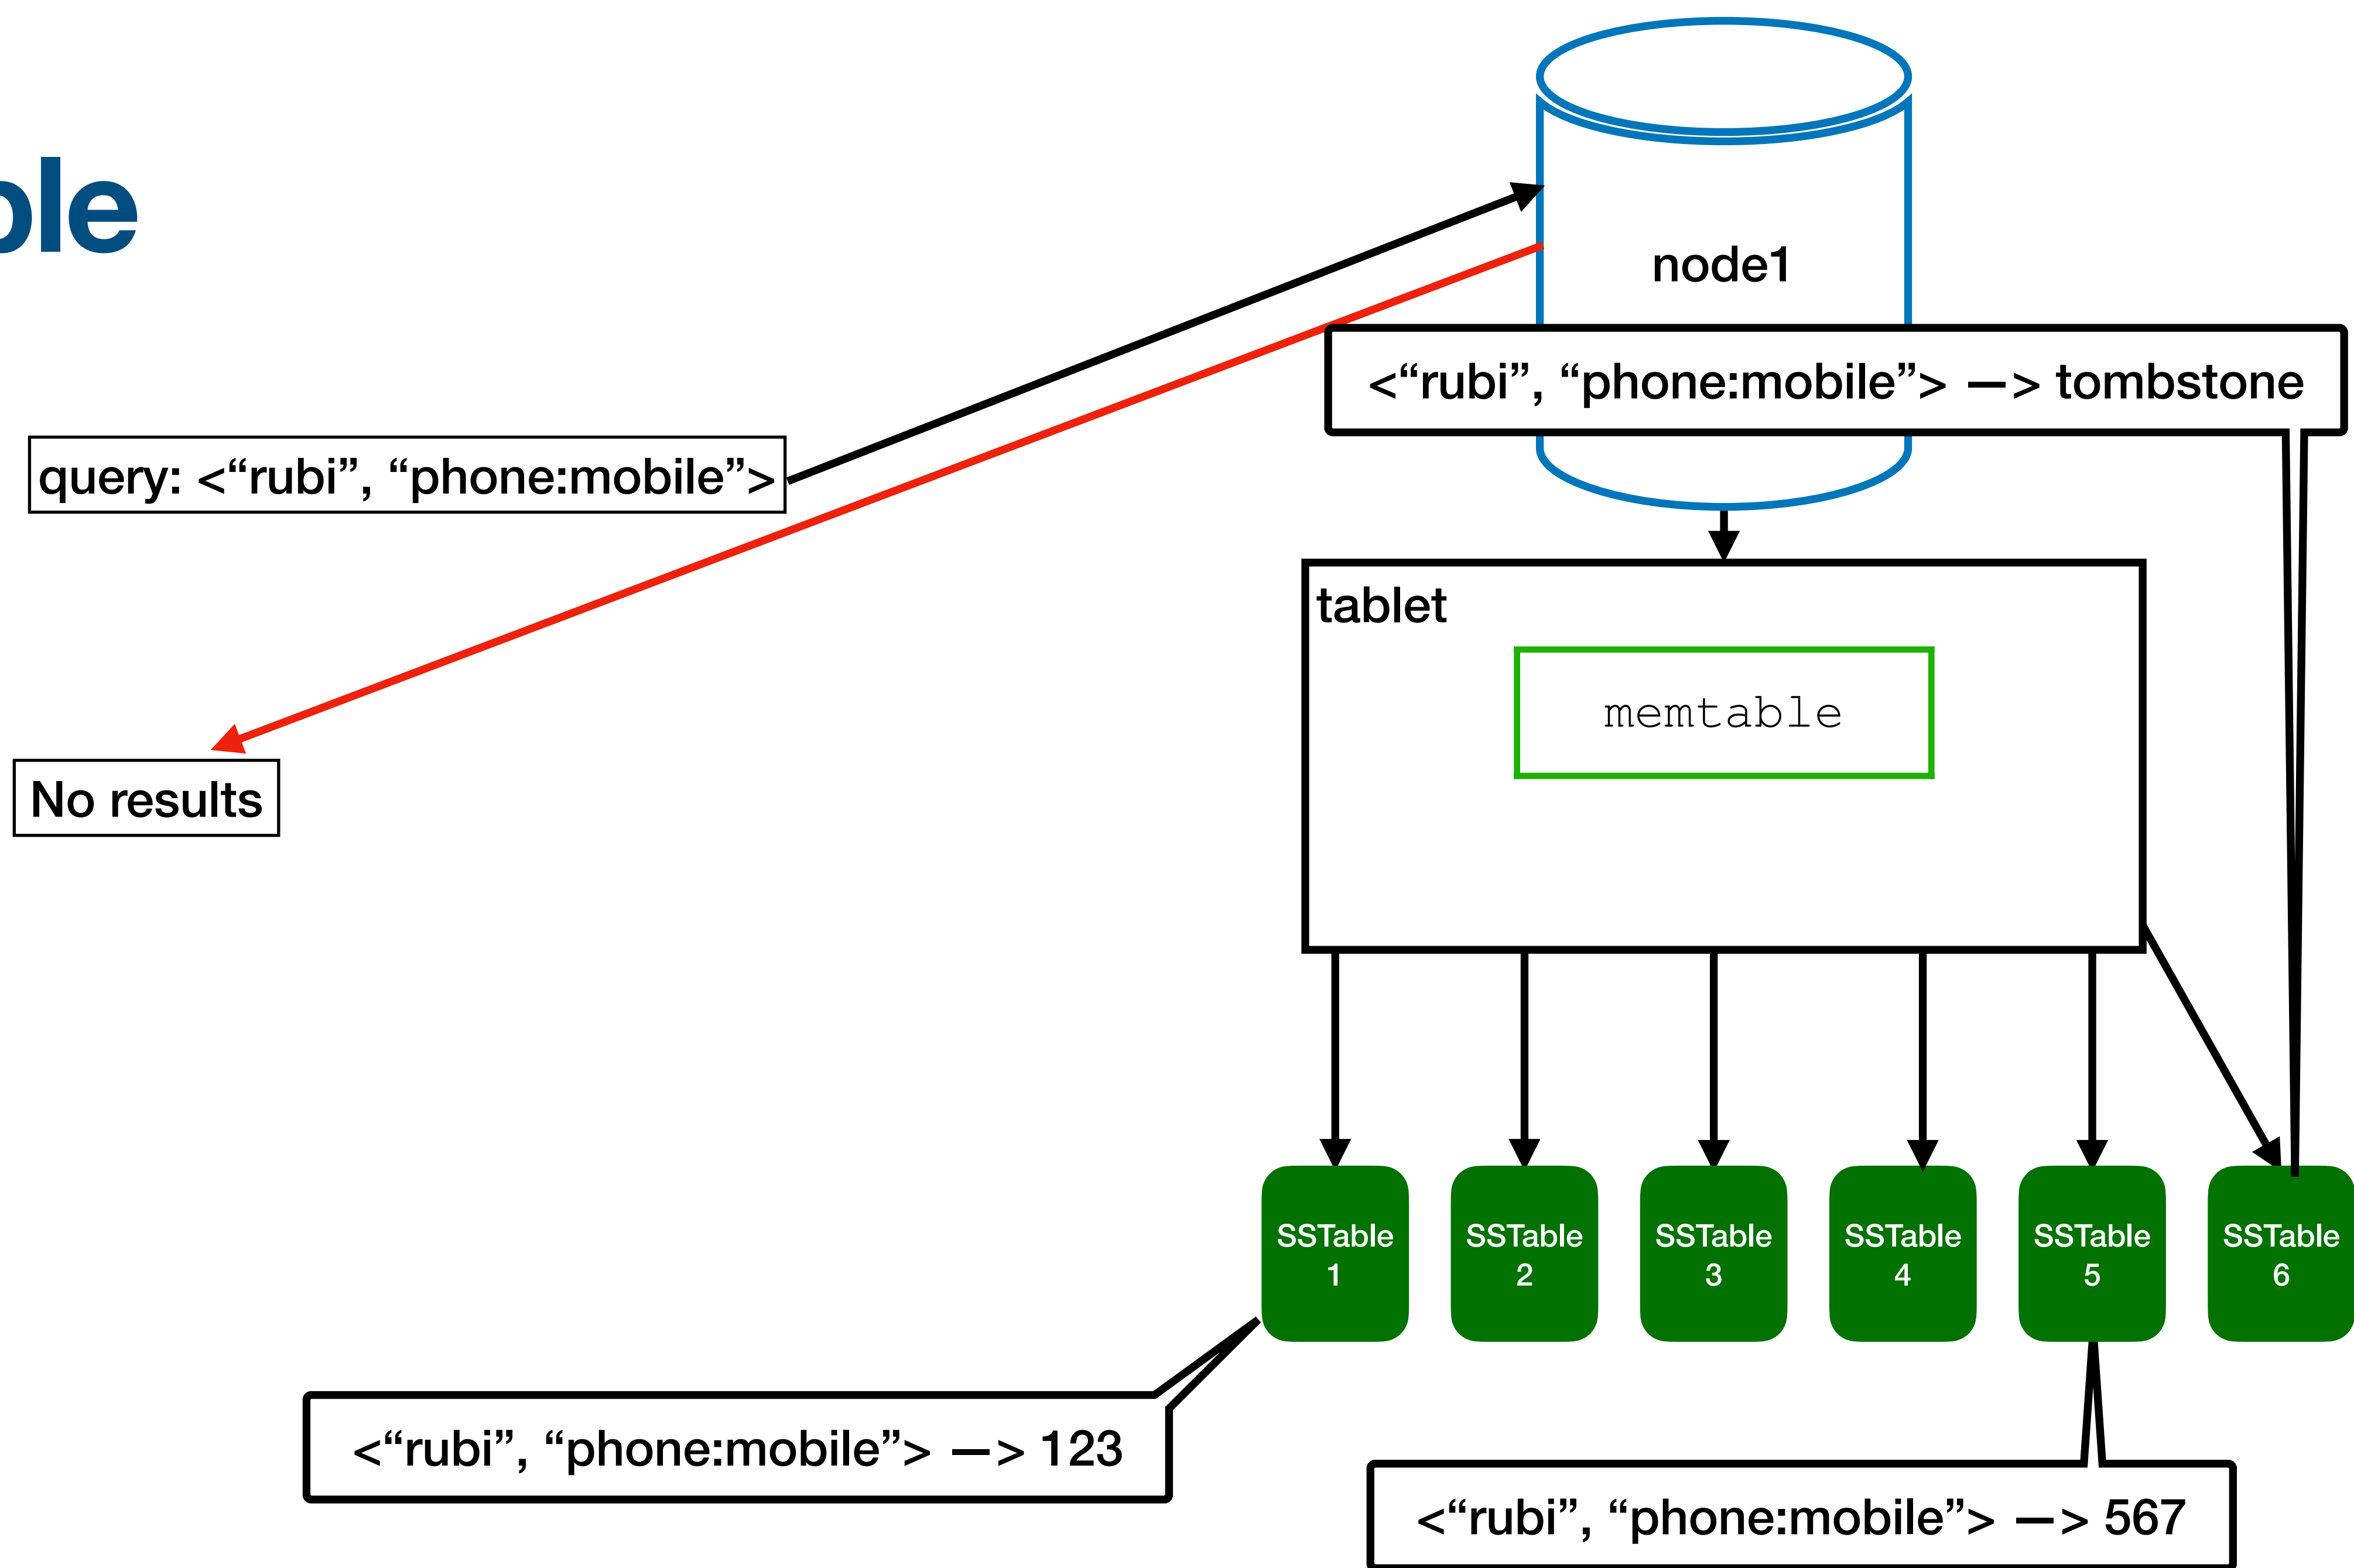 ble
node1
<“rubi”, “phone:mobile”> —> tombstone
query: <“rubi”, “phone:mobile”>
tablet
memtable
No results
SSTable
1
SSTable
2
SSTable
3
SSTable
4
SSTable
5
SSTable
6
<“rubi”, “phone:mobile”> —> 123
<“rubi”, “phone:mobile”> —> 567